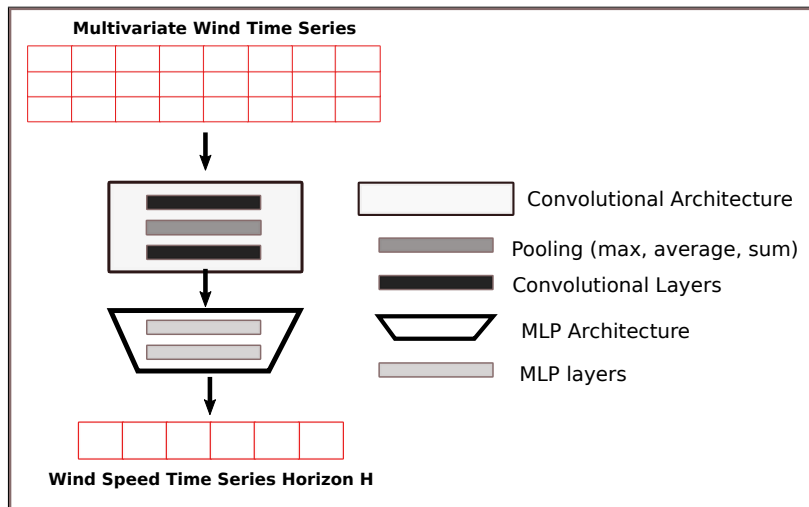 Multivariate Wind Time Series
Convolutional Architecture
Pooling (max, average, sum)
Convolutional Layers
MLP Architecture
MLP layers
Wind Speed Time Series Horizon H